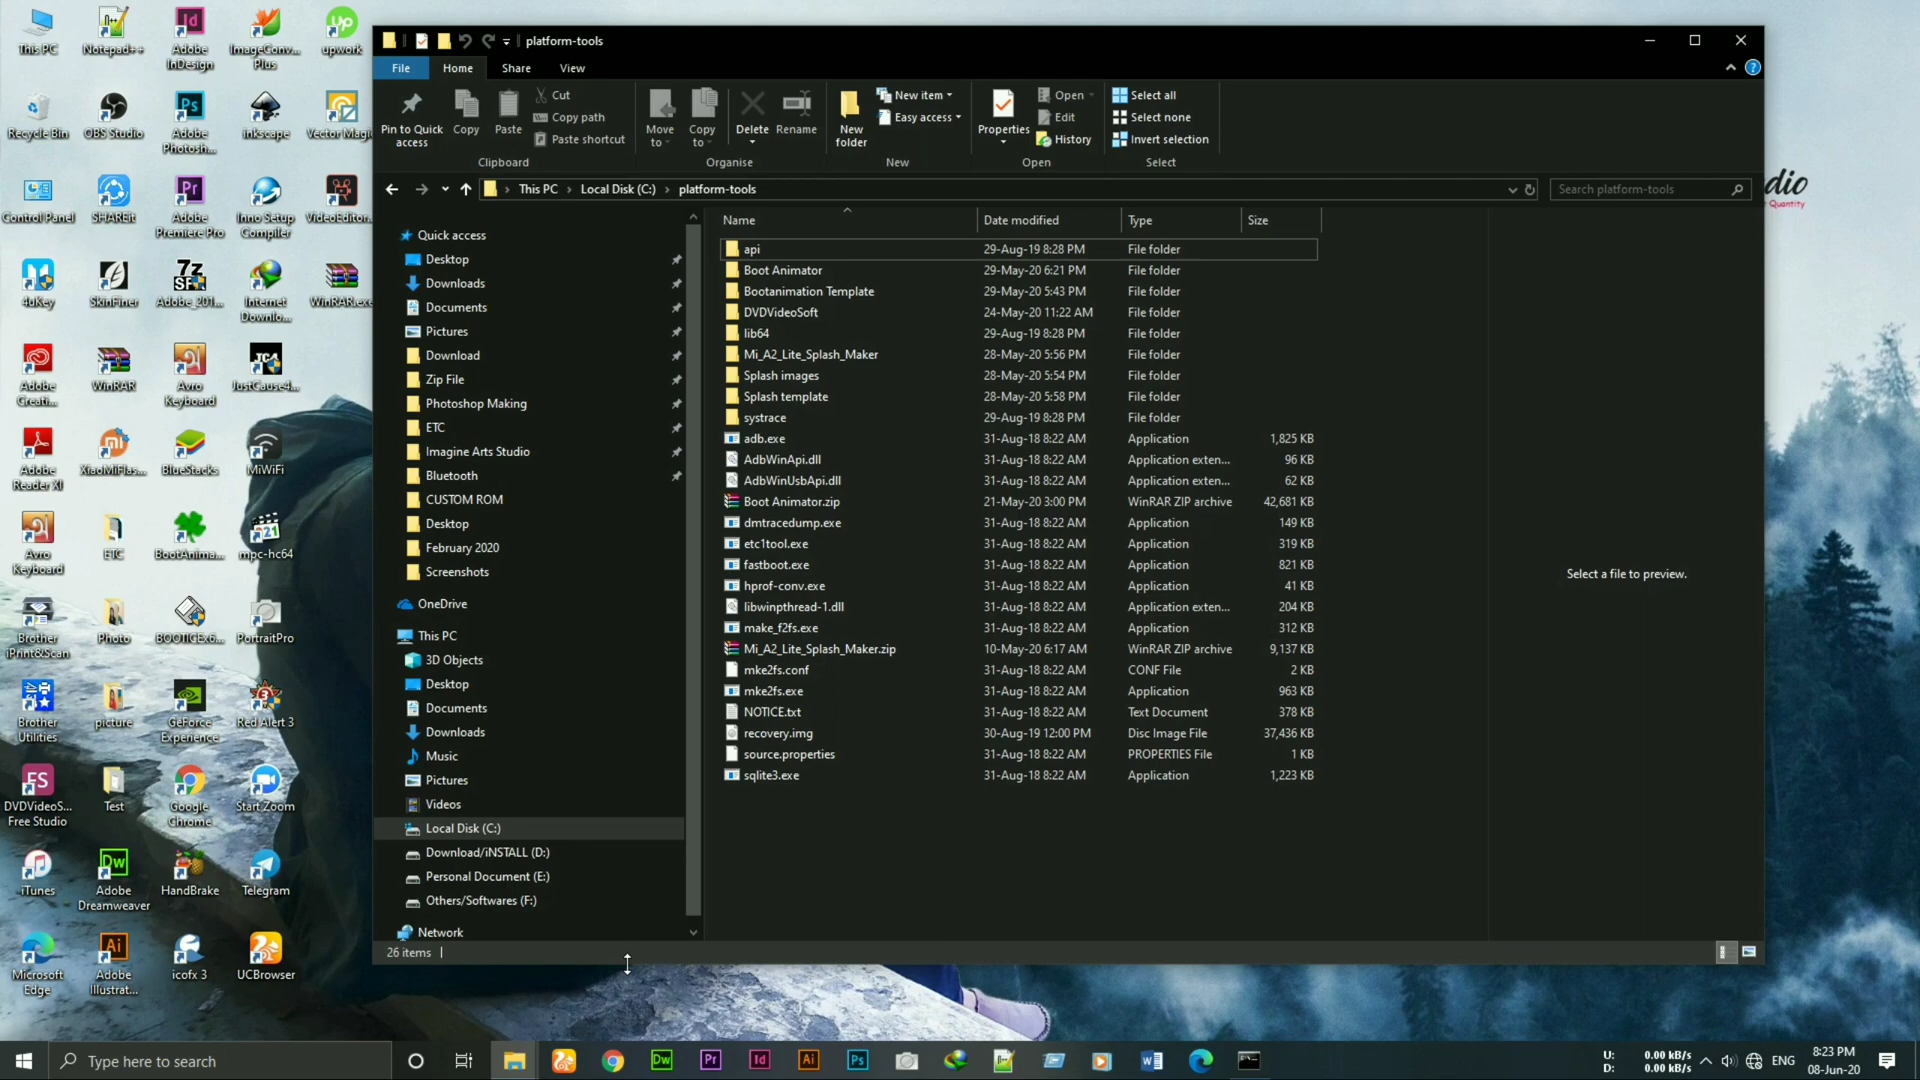 This PC
Notepad++
Adobe InDesign
ImageConv... Plus
upwork
Recycle Bin
OBS Studio
Adobe Photosh...
inkscape
Vector Magi
Control Panel
SHAREit
Adobe Premiere Pro
Inno Setup Compiler
VideoEditor.
4uKey
SkinFiner
Adobe_201...
Internet Downlo...
WinRAR.exe
Adobe Creati...
WinRAR
Avro Keyboard
JustCause4...
Adobe Reader XI
XiaoMiFlas...
BlueStacks
MiWiFi
Avro Keyboard
ETC
BootAnima...
mpc-hc64
Brother iPrint&Scan
Photo
BOOTICEx6...
PortraitPro
Brother Utilities
picture
GeForce Experience
Red Alert 3
DVDVideoS... Free Studio
Test
Google Chrome
Start Zoom
iTunes
Adobe Dreamweaver
HandBrake
Telegram
Microsoft Edge
Adobe Illustrat...
icofx 3
UCBrowser
platform-tools
File Home Share View
Pin to Quick access
Copy
Paste
Cut
Copy path
Paste shortcut
Clipboard
Move to
Copy to
Delete
Rename
Organise
New folder
New item
Easy access
New
Properties
Open
Edit
History
Open
Select all
Select none
Invert selection
Select
This PC › Local Disk (C:) › platform-tools
Search platform-tools
Quick access
Desktop
Downloads
Documents
Pictures
Download
Zip File
Photoshop Making
ETC
Imagine Arts Studio
Bluetooth
CUSTOM ROM
Desktop
February 2020
Screenshots
OneDrive
This PC
3D Objects
Desktop
Documents
Downloads
Music
Pictures
Videos
Local Disk (C:)
Download/iNSTALL (D:)
Personal Document (E:)
Others/Softwares (F:)
Network
Name Date modified Type Size
api 29-Aug-19 8:28 PM File folder
Boot Animator 29-May-20 6:21 PM File folder
Bootanimation Template 29-May-20 5:43 PM File folder
DVDVideoSoft 24-May-20 11:22 AM File folder
lib64 29-Aug-19 8:28 PM File folder
Mi_A2_Lite_Splash_Maker 28-May-20 5:56 PM File folder
Splash images 28-May-20 5:54 PM File folder
Splash template 28-May-20 5:58 PM File folder
systrace 29-Aug-19 8:28 PM File folder
adb.exe 31-Aug-18 8:22 AM Application 1,825 KB
AdbWinApi.dll 31-Aug-18 8:22 AM Application exten... 96 KB
AdbWinUsbApi.dll 31-Aug-18 8:22 AM Application exten... 62 KB
Boot Animator.zip 21-May-20 3:00 PM WinRAR ZIP archive 42,681 KB
dmtracedump.exe 31-Aug-18 8:22 AM Application 149 KB
etc1tool.exe 31-Aug-18 8:22 AM Application 319 KB
fastboot.exe 31-Aug-18 8:22 AM Application 821 KB
hprof-conv.exe 31-Aug-18 8:22 AM Application 41 KB
libwinpthread-1.dll 31-Aug-18 8:22 AM Application exten... 204 KB
make_f2fs.exe 31-Aug-18 8:22 AM Application 312 KB
Mi_A2_Lite_Splash_Maker.zip 10-May-20 6:17 AM WinRAR ZIP archive 9,137 KB
mke2fs.conf 31-Aug-18 8:22 AM CONF File 2 KB
mke2fs.exe 31-Aug-18 8:22 AM Application 963 KB
NOTICE.txt 31-Aug-18 8:22 AM Text Document 378 KB
recovery.img 30-Aug-19 12:00 PM Disc Image File 37,436 KB
source.properties 31-Aug-18 8:22 AM PROPERTIES File 1 KB
sqlite3.exe 31-Aug-18 8:22 AM Application 1,223 KB
Select a file to preview.
26 items
dio
Quantity
Type here to search
U: 0.00 kB/s
D: 0.00 kB/s
ENG
8:23 PM
08-Jun-20